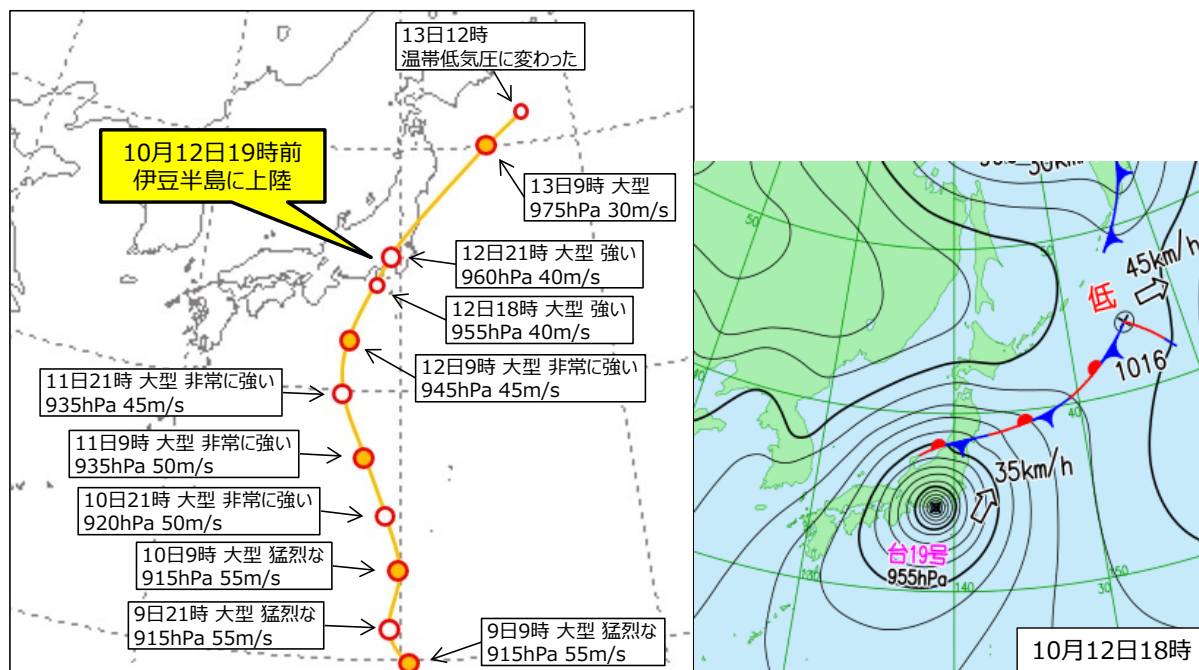 13日12時
温帯低気圧に変わった
10月12日19時前
伊豆半島に上陸
13日9時 大型
975hPa 30m/s
12日21時 大型 強い
960hPa 40m/s
12日18時 大型 強い
955hPa 40m/s
12日9時 大型 非常に強い
945hPa 45m/s
11日21時 大型 非常に強い
935hPa 45m/s
11日9時 大型 非常に強い
935hPa 50m/s
10日21時 大型 非常に強い
920hPa 50m/s
10日9時 大型 猛烈な
915hPa 55m/s
9日21時 大型 猛烈な
915hPa 55m/s
9日9時 大型 猛烈な
915hPa 55m/s
50
50
45km/h
低
1016
40
40
35km/h
台19号
955hPa
130
140
150
10月12日18時